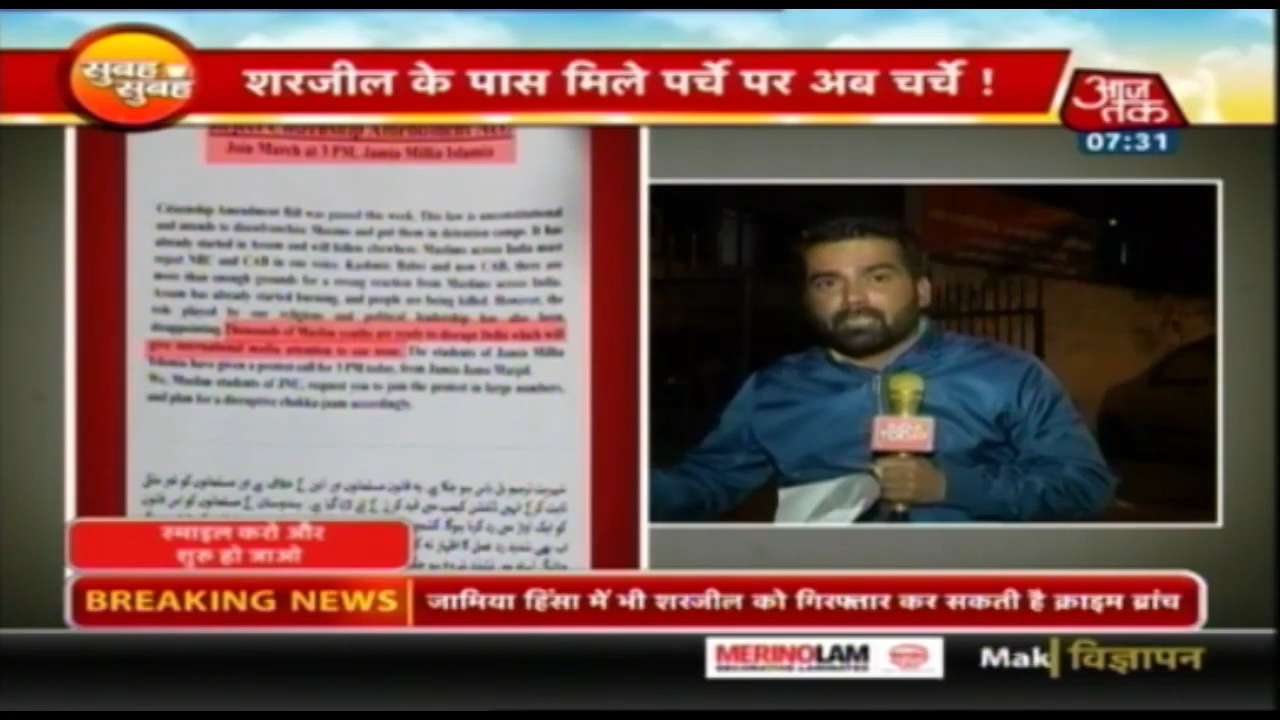 सुबह सुबह
शरजील के पास मिले पर्चे पर अब चर्चे !
आज तक
07:31
Join March at 3 PM, Jamia Millia Islamia
Citizenship Amendment Bill was passed this week. This law is unconstitutional
and intends to disenfranchise Muslims and put them in detention camps. It has
already started in Assam and will follow elsewhere. Muslims across India must
reject NRC and CAB in one voice. Kashmir, Babri and now CAB, there are
more than enough grounds for a strong reaction from Muslims across India.
Assam has already started burning, and people are being killed. However, the
role played by our religious and political leadership has also been
disappointing. Thousands of Muslim youths are ready to disrupt Delhi which will
give international media attention to our issue. The students of Jamia Millia
Islamia have given a protest call for 3 PM today, from Jamia Jama Masjid.
We, Muslim students of JNU, request you to join the protest in large numbers,
and plan for a disruptive chakka jaam accordingly.
INDIA
TODAY
स्माइल करो और
शुरु हो जाओ
BREAKING NEWS जामिया हिंसा में भी शरजील को गिरफ्तार कर सकती है क्राइम ब्रांच
MERINOLAM
DECORATIVE LAMINATES
Mak विज्ञापन